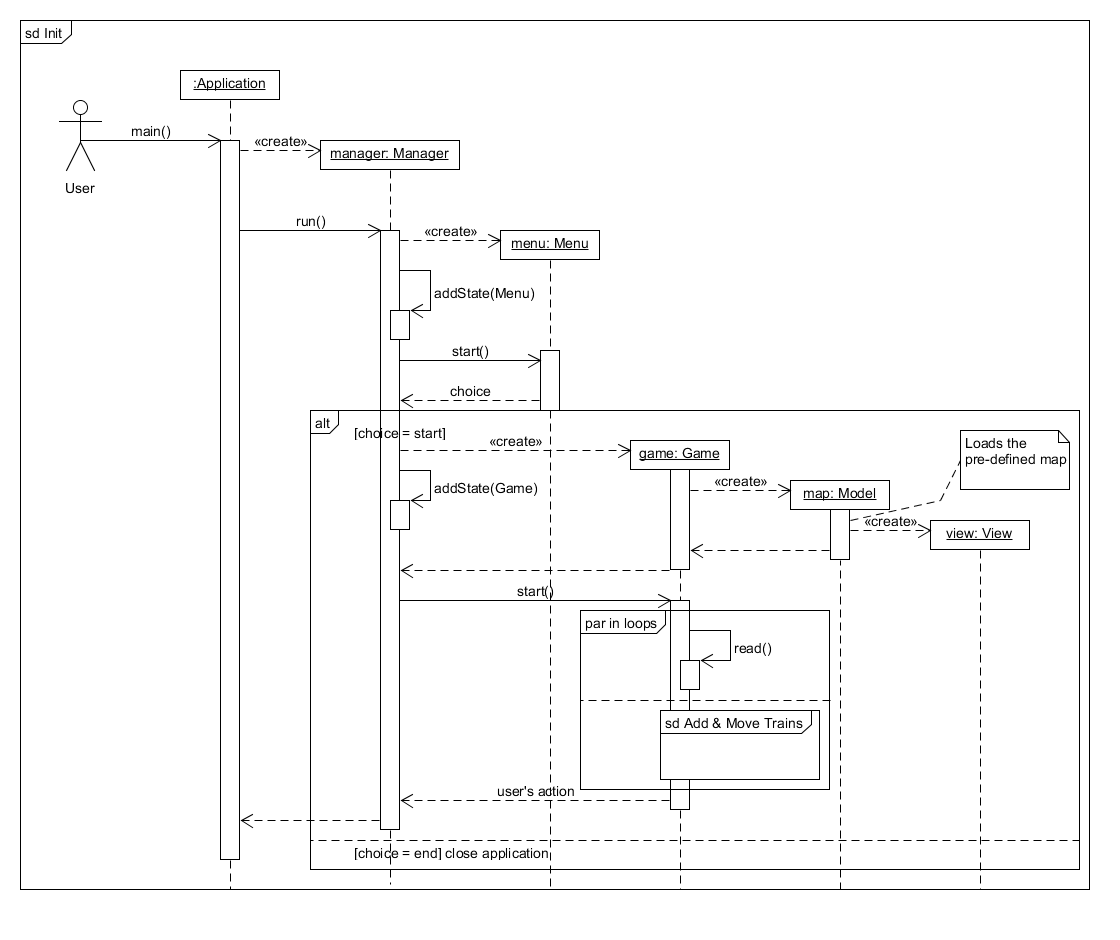 sd Init
:Application
main()
«create»
manager: Manager
User
run()
«create»
menu: Menu
addState(Menu)
start()
choice
alt
[choice = start]
«create»
game: Game
Loads the
pre-defined map
addState(Game)
«create»
map: Model
«create»
view: View
start()
par in loops
read()
sd Add & Move Trains
user's action
[choice = end] close application